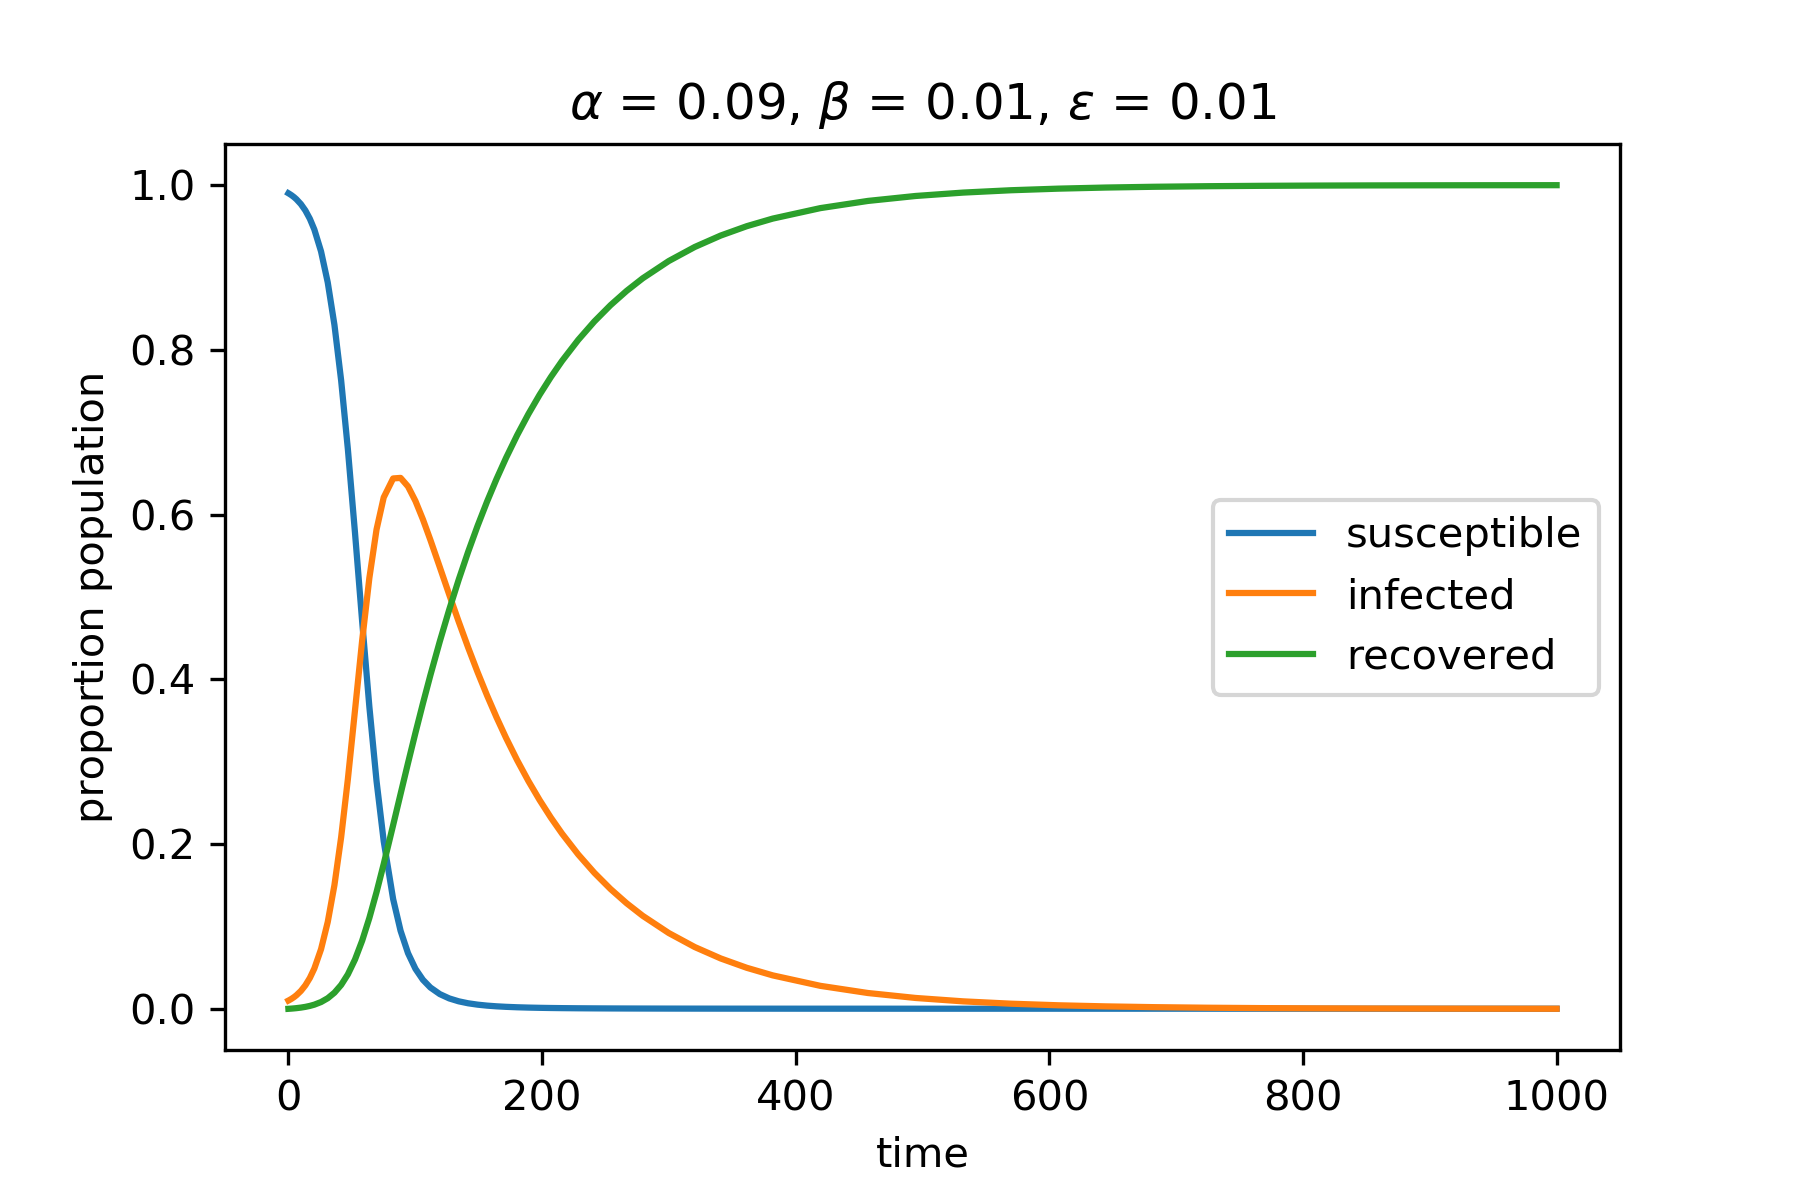 α = 0.09, β = 0.01, ε = 0.01
1.0
0.8
0.6
0.4
0.2
0.0
proportion population
susceptible
infected
recovered
0 200 400 600 800 1000
time